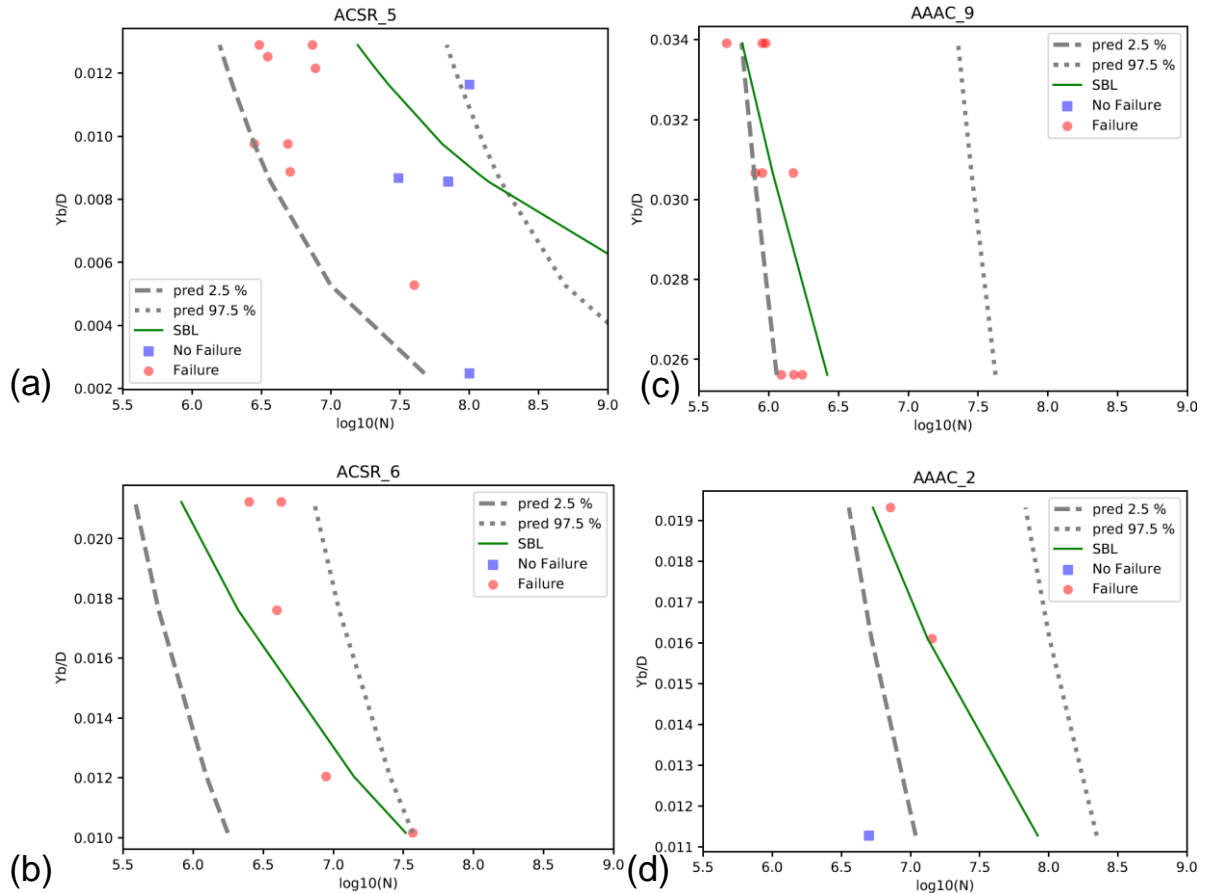 ACSR_5
Yb/D
0.012
0.010
0.008
0.006
0.004
0.002
pred 2.5 %
pred 97.5 %
SBL
No Failure
Failure
5.5 6.0 6.5 7.0 7.5 8.0 8.5 9.0
log10(N)
(a)
AAAC_9
Yb/D
0.034
0.032
0.030
0.028
0.026
pred 2.5 %
pred 97.5 %
SBL
No Failure
Failure
5.5 6.0 6.5 7.0 7.5 8.0 8.5 9.0
log10(N)
(c)
ACSR_6
Yb/D
0.020
0.018
0.016
0.014
0.012
0.010
pred 2.5 %
pred 97.5 %
SBL
No Failure
Failure
5.5 6.0 6.5 7.0 7.5 8.0 8.5 9.0
log10(N)
(b)
AAAC_2
Yb/D
0.019
0.018
0.017
0.016
0.015
0.014
0.013
0.012
0.011
pred 2.5 %
pred 97.5 %
SBL
No Failure
Failure
5.5 6.0 6.5 7.0 7.5 8.0 8.5 9.0
log10(N)
(d)